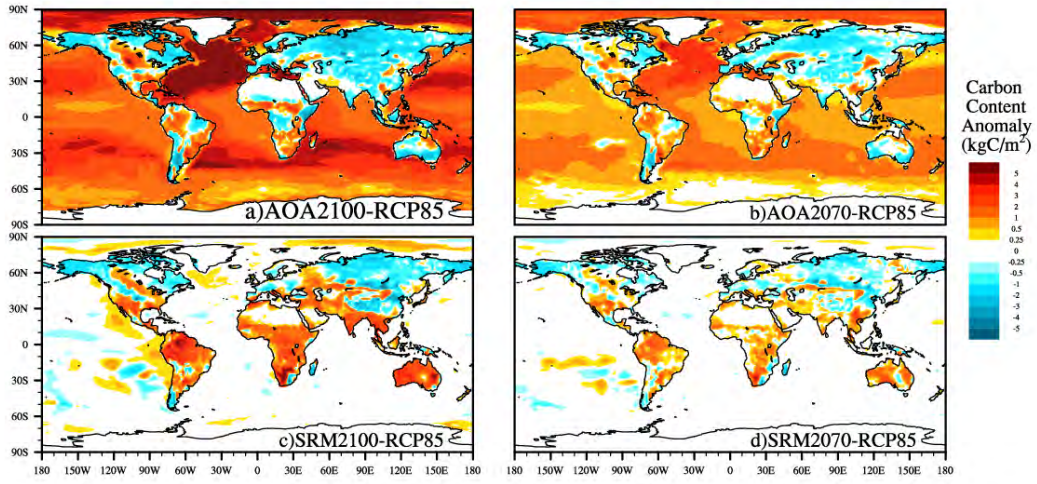 90N
60N
30N
0
30S
60S
90S
a)AOA2100-RCP85
b)AOA2070-RCP85
90N
60N
30N
0
30S
60S
90S
c)SRM2100-RCP85
d)SRM2070-RCP85
180 150W 120W 90W 60W 30W 0 30E 60E 90E 120E 150E 180
180 150W 120W 90W 60W 30W 0 30E 60E 90E 120E 150E 180
Carbon
Content
Anomaly
(kgC/m²)
5
4
3
2
1
0.5
0.25
0
-0.25
-0.5
-1
-2
-3
-4
-5